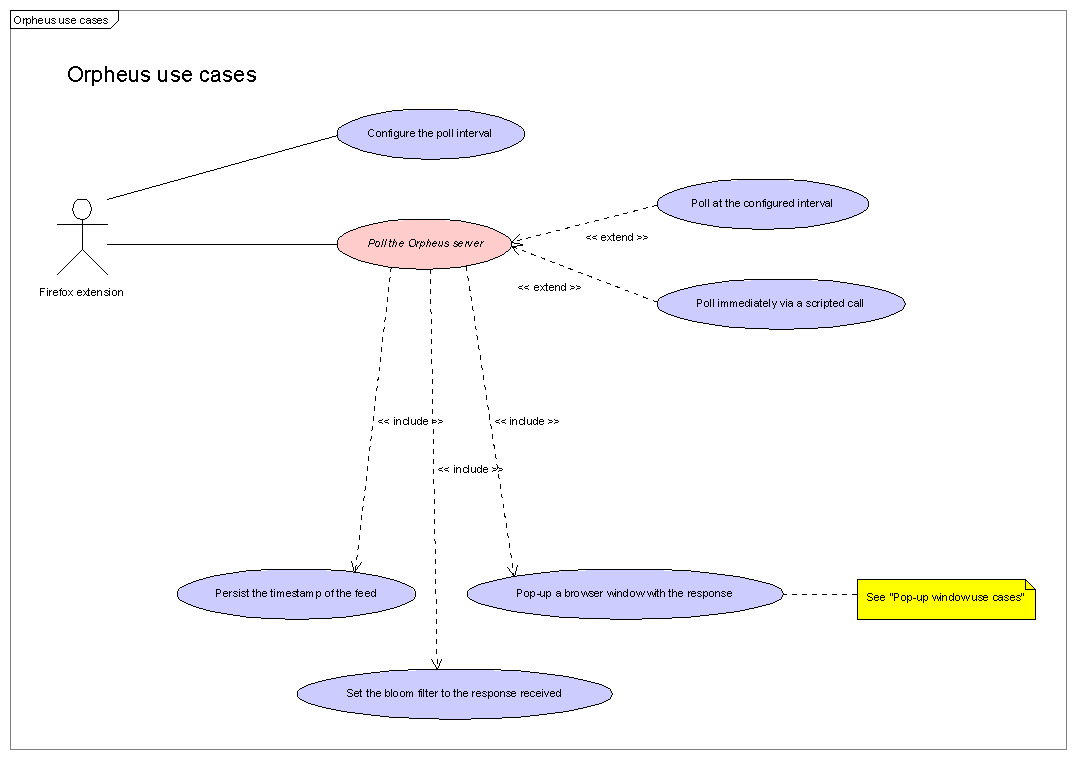 Orpheus use cases
Orpheus use cases
Configure the poll interval
Poll at the configured interval
<< extend >>
Poll the Orpheus server
<< extend >>
Poll immediately via a scripted call
Firefox extension
<< include >>
<< include >>
<< include >>
Persist the timestamp of the feed
Pop-up a browser window with the response
See "Pop-up window use cases"
Set the bloom filter to the response received